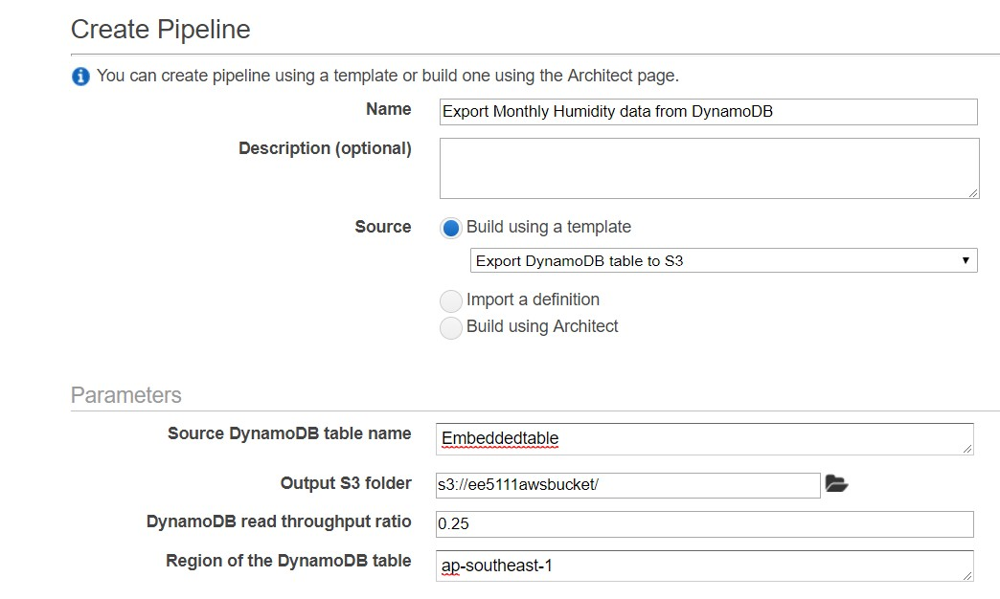 Create Pipeline
You can create pipeline using a template or build one using the Architect page.
Name Export Monthly Humidity data from DynamoDB
Description (optional)
Source Build using a template
Export DynamoDB table to S3
Import a definition
Build using Architect
Parameters
Source DynamoDB table name Embeddedtable
Output S3 folder s3://ee5111awsbucket/
DynamoDB read throughput ratio 0.25
Region of the DynamoDB table ap-southeast-1